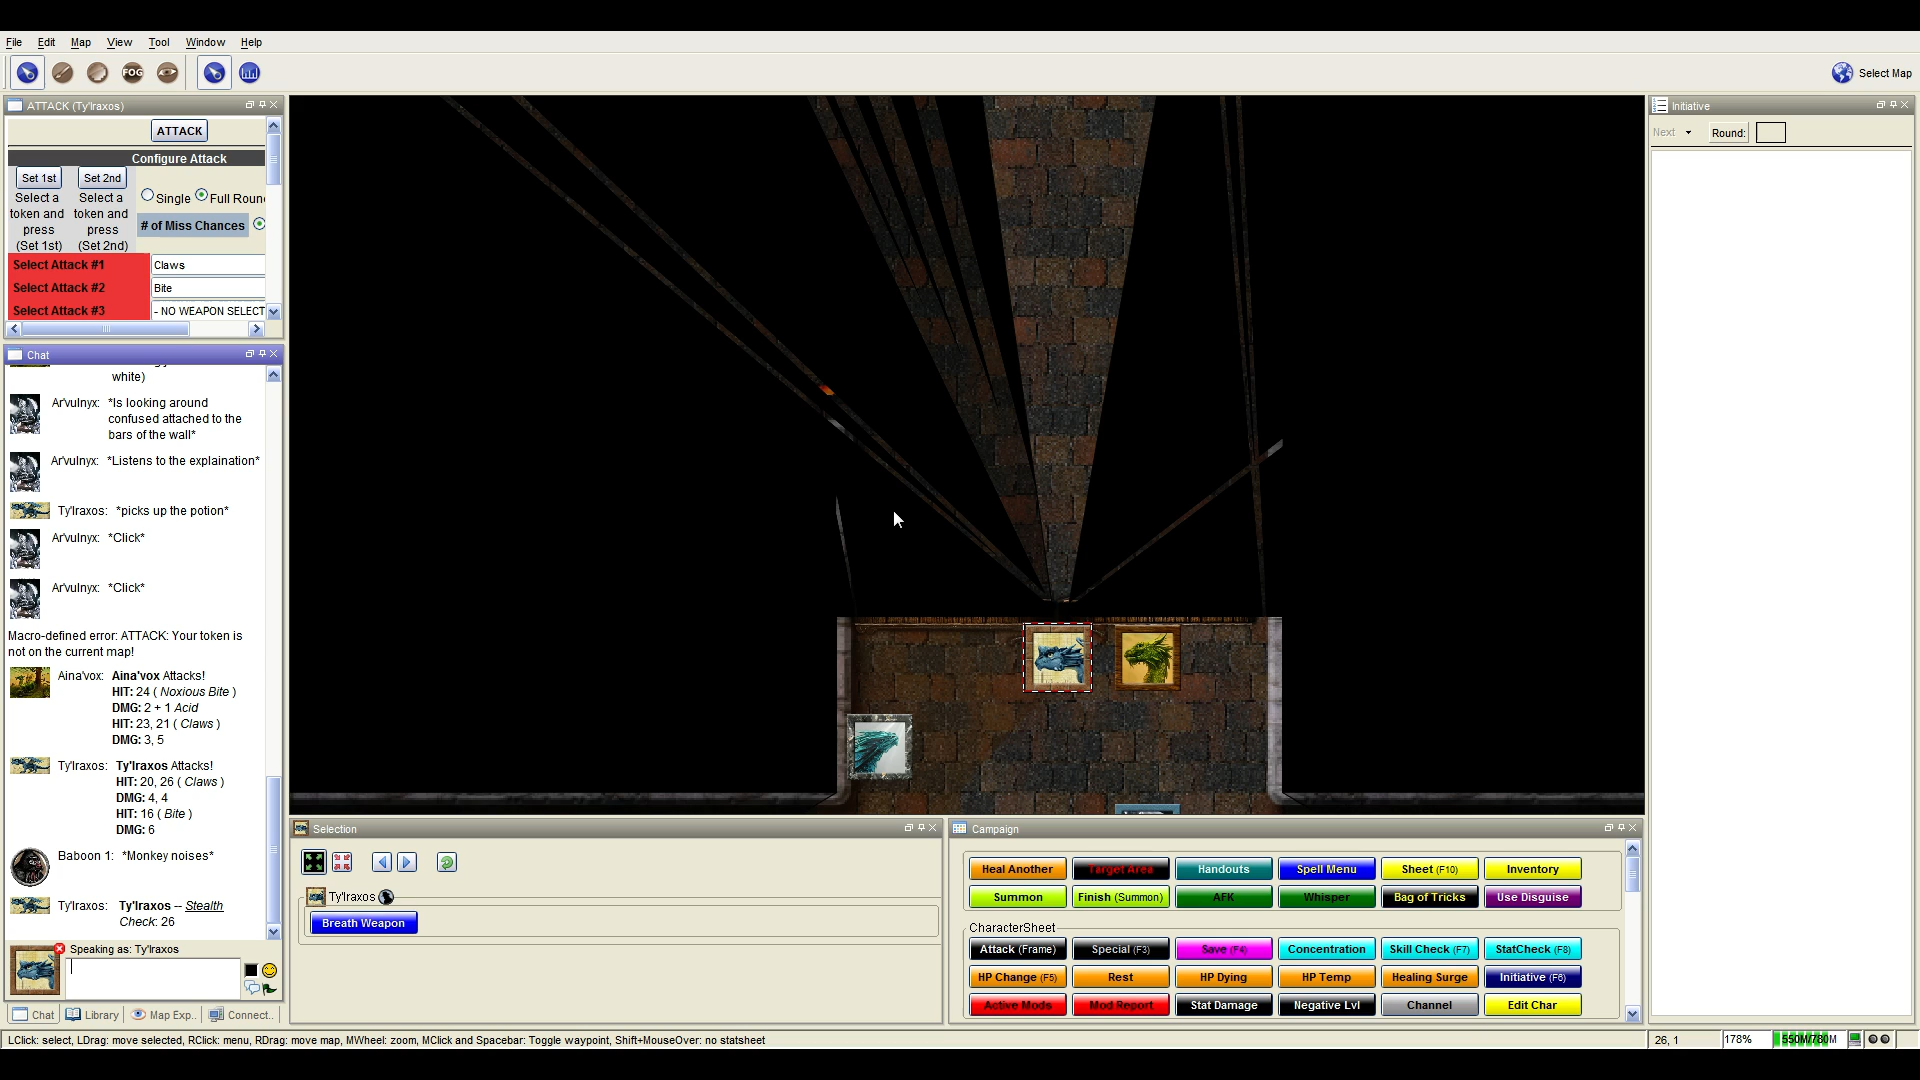 File Edit Map View Tool Window Help
FOG
Select Map
ATTACK (Ty'Iraxos)
ATTACK
Configure Attack
Set 1st Set 2nd
Select a token and press (Set 1st)
Select a token and press (Set 2nd)
Single Full Roun
# of Miss Chances
Select Attack #1 Claws
Select Attack #2 Bite
Select Attack #3 - NO WEAPON SELECT
Initiative
Next Round:
Chat
white)
Ar'vulnyx: *Is looking around
confused attached to the
bars of the wall*
Ar'vulnyx: *Listens to the explaination*
Ty'Iraxos: *picks up the potion*
Ar'vulnyx: *Click*
Ar'vulnyx: *Click*
Macro-defined error: ATTACK: Your token is
not on the current map!
Aina'vox: Aina'vox Attacks!
HIT: 24 ( Noxious Bite )
DMG: 2 + 1 Acid
HIT: 23, 21 ( Claws )
DMG: 3, 5
Ty'Iraxos: Ty'Iraxos Attacks!
HIT: 20, 26 ( Claws )
DMG: 4, 4
HIT: 16 ( Bite )
DMG: 6
Baboon 1: *Monkey noises*
Ty'Iraxos: Ty'Iraxos -- Stealth
Check: 26
Speaking as: Ty'Iraxos
Chat Library Map Exp.. Connect..
Selection
Ty'Iraxos
Breath Weapon
Campaign
Heal Another Target Area Handouts Spell Menu Sheet (F10) Inventory
Summon Finish (Summon) AFK Whisper Bag of Tricks Use Disguise
CharacterSheet
Attack (Frame) Special (F3) Save (F4) Concentration Skill Check (F7) StatCheck (F8)
HP Change (F5) Rest HP Dying HP Temp Healing Surge Initiative (F6)
Active Mods Mod Report Stat Damage Negative Lvl Channel Edit Char
LClick: select, LDrag: move selected, RClick: menu, RDrag: move map, MWheel: zoom, MClick and Spacebar: Toggle waypoint, Shift+MouseOver: no statsheet
26, 1 178% 550M/780M